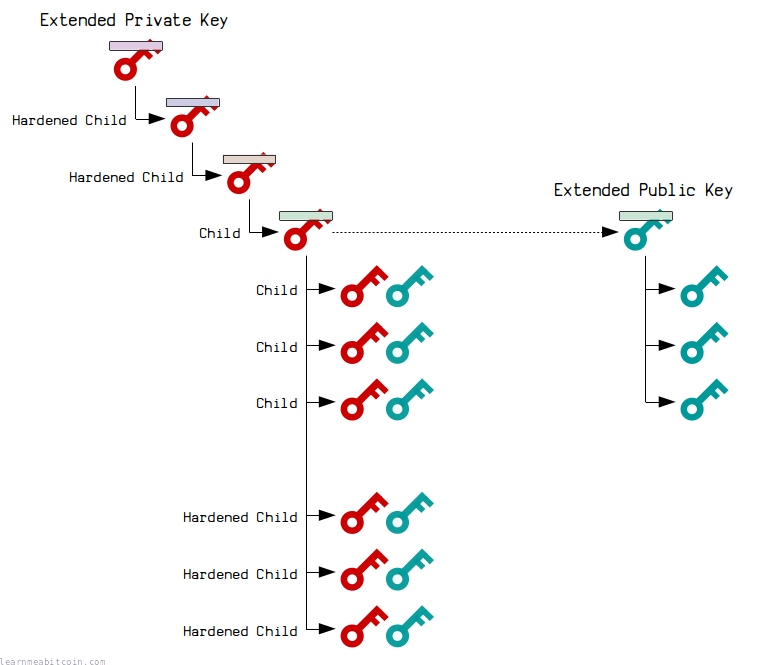 Extended Private Key
Hardened Child
Hardened Child
Extended Public Key
Child
Child
Child
Child
Hardened Child
Hardened Child
Hardened Child
learnmeabitcoin.com